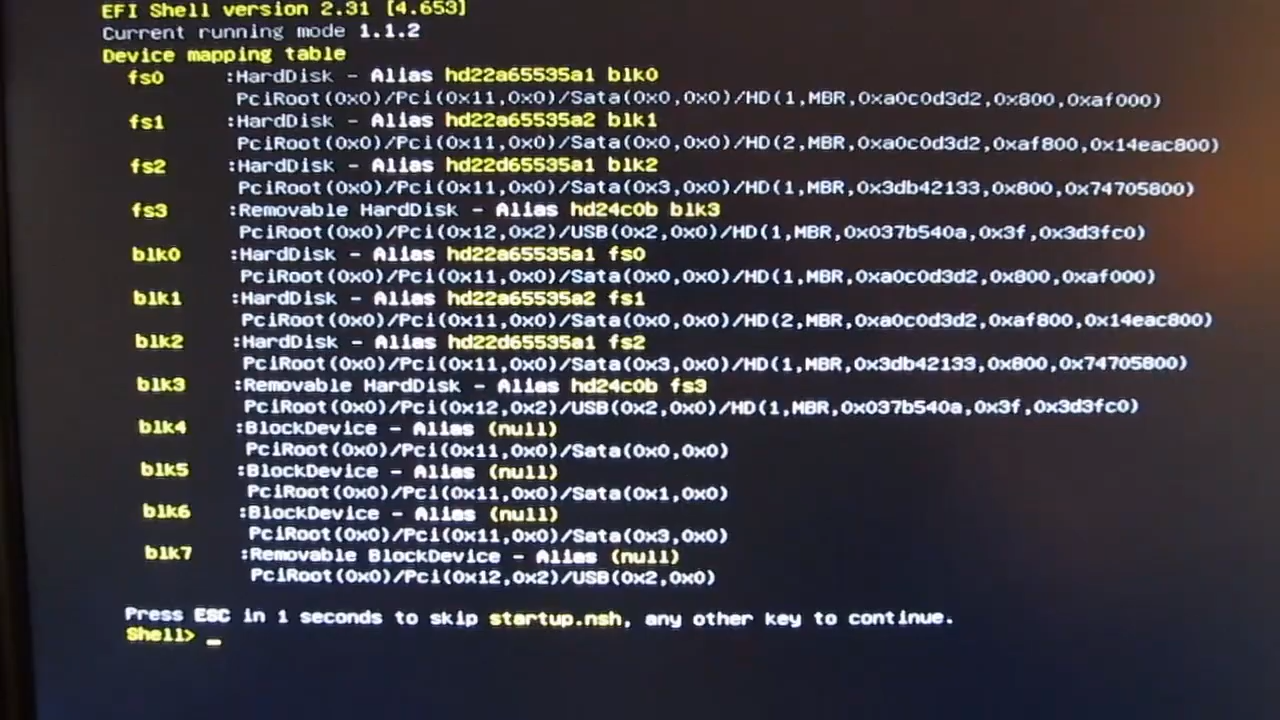 EFI Shell version 2.31 [4.653]
Current running mode 1.1.2
Device mapping table
fs0 :HardDisk - Alias hd22a65535a1 blk0
PciRoot(0x0)/Pci(0x11,0x0)/Sata(0x0,0x0)/HD(1,MBR,0xa0c0d3d2,0x800,0xaf000)
fs1 :HardDisk - Alias hd22a65535a2 blk1
PciRoot(0x0)/Pci(0x11,0x0)/Sata(0x0,0x0)/HD(2,MBR,0xa0c0d3d2,0xaf800,0x14eac800)
fs2 :HardDisk - Alias hd22d65535a1 blk2
PciRoot(0x0)/Pci(0x11,0x0)/Sata(0x3,0x0)/HD(1,MBR,0x3db42133,0x800,0x74705800)
fs3 :Removable HardDisk - Alias hd24c0b blk3
PciRoot(0x0)/Pci(0x12,0x2)/USB(0x2,0x0)/HD(1,MBR,0x037b540a,0x3f,0x3d3fc0)
blk0 :HardDisk - Alias hd22a65535a1 fs0
PciRoot(0x0)/Pci(0x11,0x0)/Sata(0x0,0x0)/HD(1,MBR,0xa0c0d3d2,0x800,0xaf000)
blk1 :HardDisk - Alias hd22a65535a2 fs1
PciRoot(0x0)/Pci(0x11,0x0)/Sata(0x0,0x0)/HD(2,MBR,0xa0c0d3d2,0xaf800,0x14eac800)
blk2 :HardDisk - Alias hd22d65535a1 fs2
PciRoot(0x0)/Pci(0x11,0x0)/Sata(0x3,0x0)/HD(1,MBR,0x3db42133,0x800,0x74705800)
blk3 :Removable HardDisk - Alias hd24c0b fs3
PciRoot(0x0)/Pci(0x12,0x2)/USB(0x2,0x0)/HD(1,MBR,0x037b540a,0x3f,0x3d3fc0)
blk4 :BlockDevice - Alias (null)
PciRoot(0x0)/Pci(0x11,0x0)/Sata(0x0,0x0)
blk5 :BlockDevice - Alias (null)
PciRoot(0x0)/Pci(0x11,0x0)/Sata(0x1,0x0)
blk6 :BlockDevice - Alias (null)
PciRoot(0x0)/Pci(0x11,0x0)/Sata(0x3,0x0)
blk7 :Removable BlockDevice - Alias (null)
PciRoot(0x0)/Pci(0x12,0x2)/USB(0x2,0x0)
Press ESC in 1 seconds to skip startup.nsh, any other key to continue.
Shell> _